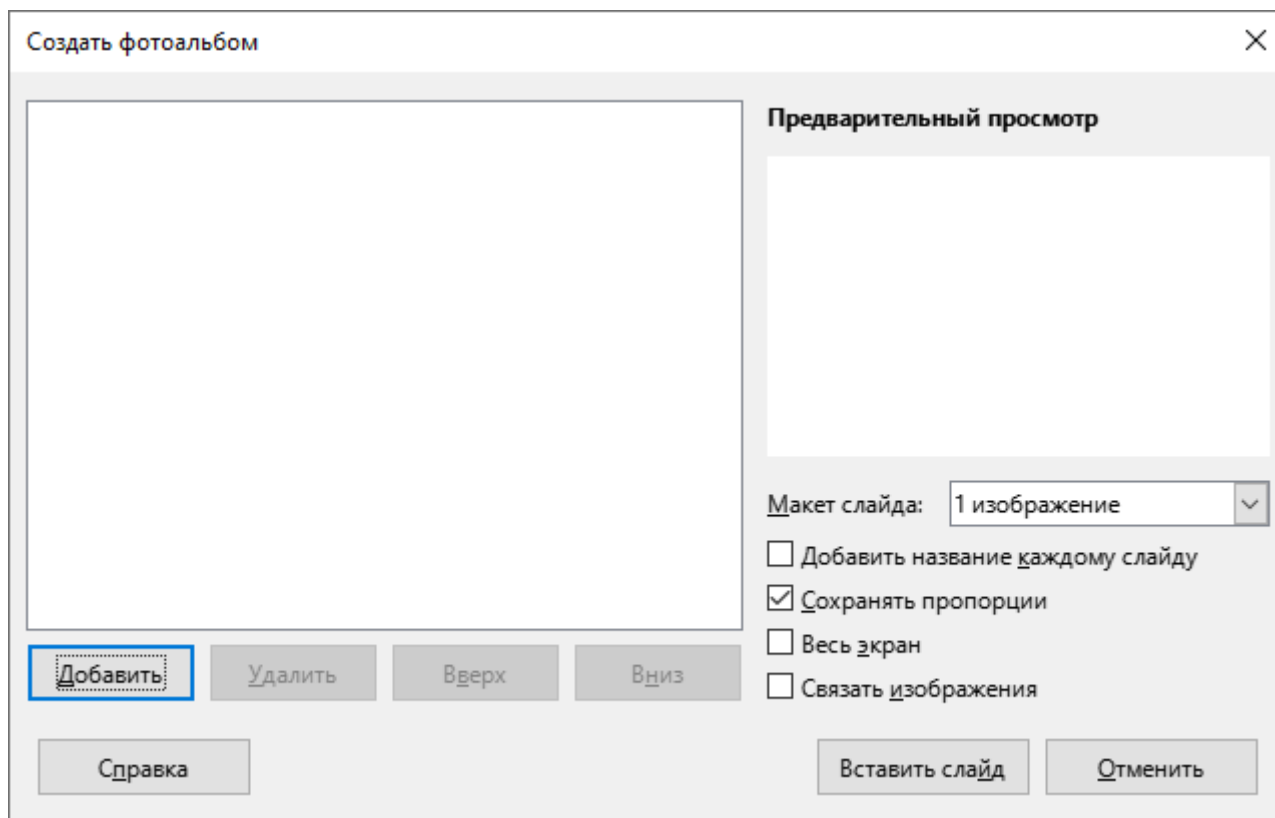 Создать фотоальбом
Предварительный просмотр
Макет слайда: 1 изображение
Добавить название каждому слайду
Сохранять пропорции
Весь экран
Связать изображения
Добавить Удалить Вверх Вниз
Справка Вставить слайд Отменить